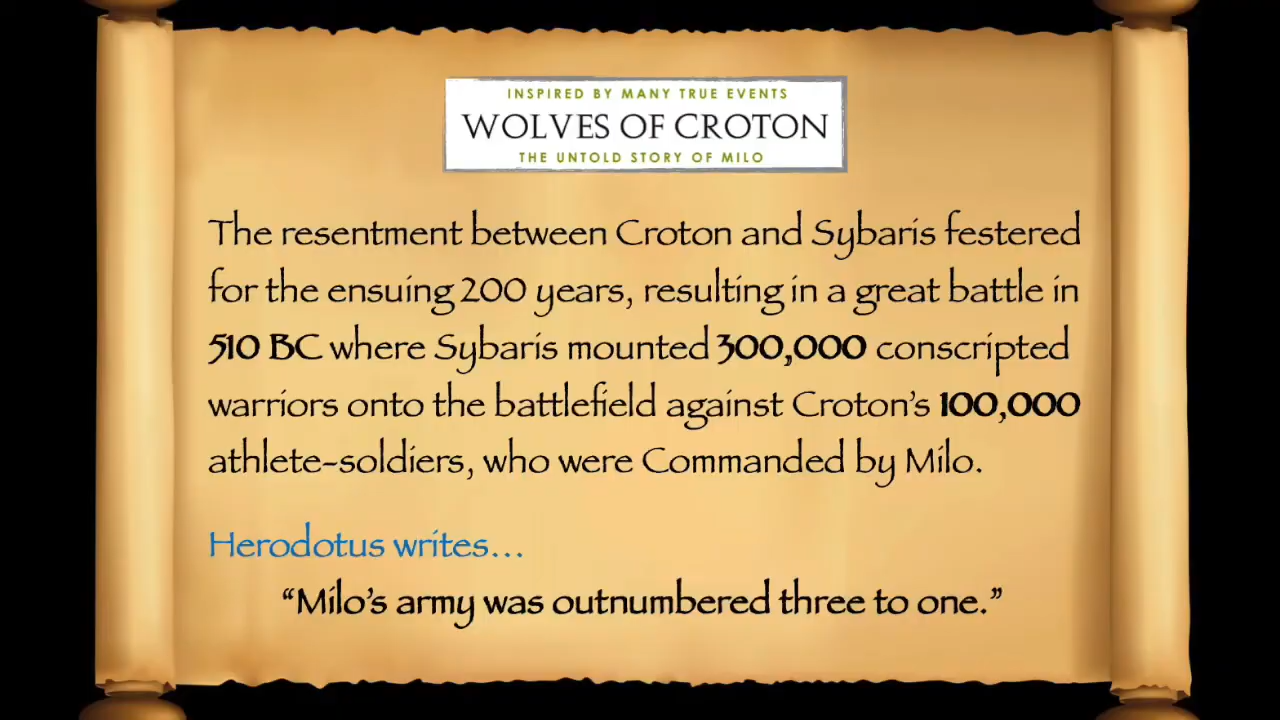 INSPIRED BY MANY TRUE EVENTS
WOLVES OF CROTON
THE UNTOLD STORY OF MILO
The resentment between Croton and Sybaris festered
for the ensuing 200 years, resulting in a great battle in
510 BC where Sybaris mounted 300,000 conscripted
warriors onto the battlefield against Croton's 100,000
athlete-soldiers, who were Commanded by Milo.
Herodotus writes...
“Milo's army was outnumbered three to one.”